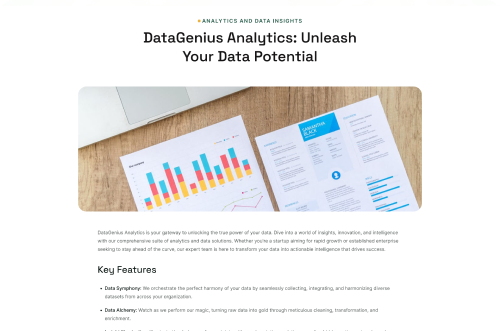 ANALYTICS AND DATA INSIGHTS
DataGenius Analytics: Unleash
Your Data Potential
SAMANTHA
BLACK
DataGenius Analytics is your gateway to unlocking the true power of your data. Dive into a world of insights, innovation, and intelligence
with our comprehensive suite of analytics and data solutions. Whether you're a startup aiming for rapid growth or established enterprise
seeking to stay ahead of the curve, our expert team is here to transform your data into actionable intelligence that drives success.
Key Features
• Data Symphony: We orchestrate the perfect harmony of your data by seamlessly collecting, integrating, and harmonizing diverse
datasets from across your organization.
• Data Alchemy: Watch as we perform our magic, turning raw data into gold through meticulous cleaning, transformation, and
enrichment.